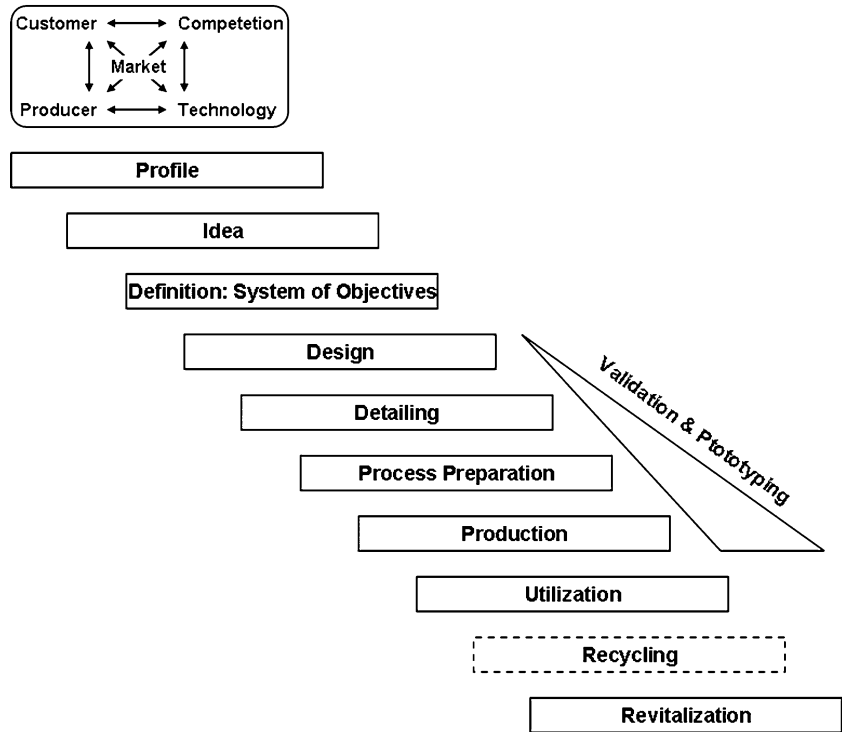 Customer Competetion
Market
Producer Technology
Profile
Idea
Definition: System of Objectives
Design
Validation & Ptototyping
Detailing
Process Preparation
Production
Utilization
Recycling
Revitalization